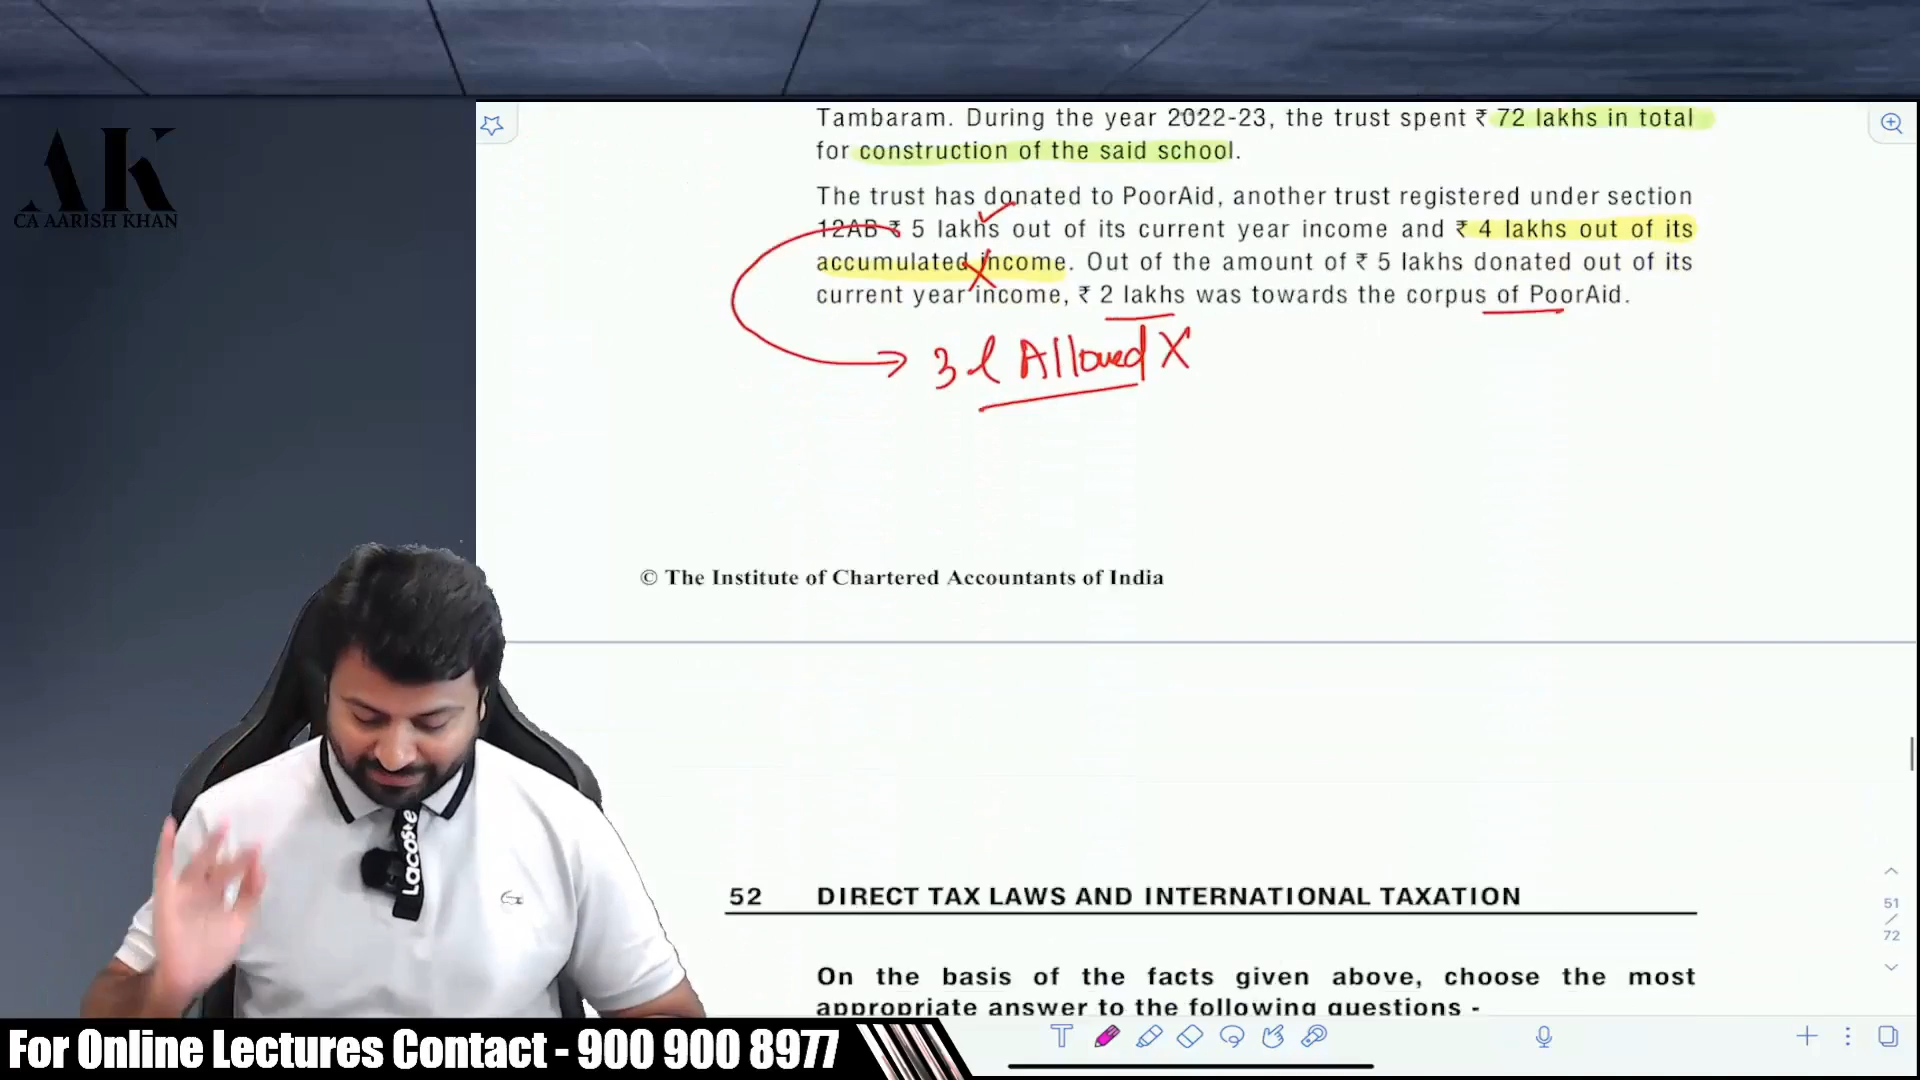 AK
CA AARISH KHAN
Tambaram. During the year 2022-23, the trust spent ₹ 72 lakhs in total
for construction of the said school.
The trust has donated to PoorAid, another trust registered under section
12AB ₹ 5 lakhs out of its current year income and ₹ 4 lakhs out of its
accumulated income. Out of the amount of ₹ 5 lakhs donated out of its
current year income, ₹ 2 lakhs was towards the corpus of PoorAid.
3 l Allowed X
© The Institute of Chartered Accountants of India
52 DIRECT TAX LAWS AND INTERNATIONAL TAXATION
On the basis of the facts given above, choose the most
appropriate answer to the following questions -
51
/
72
Lacoste
T
For Online Lectures Contact - 900 900 8977